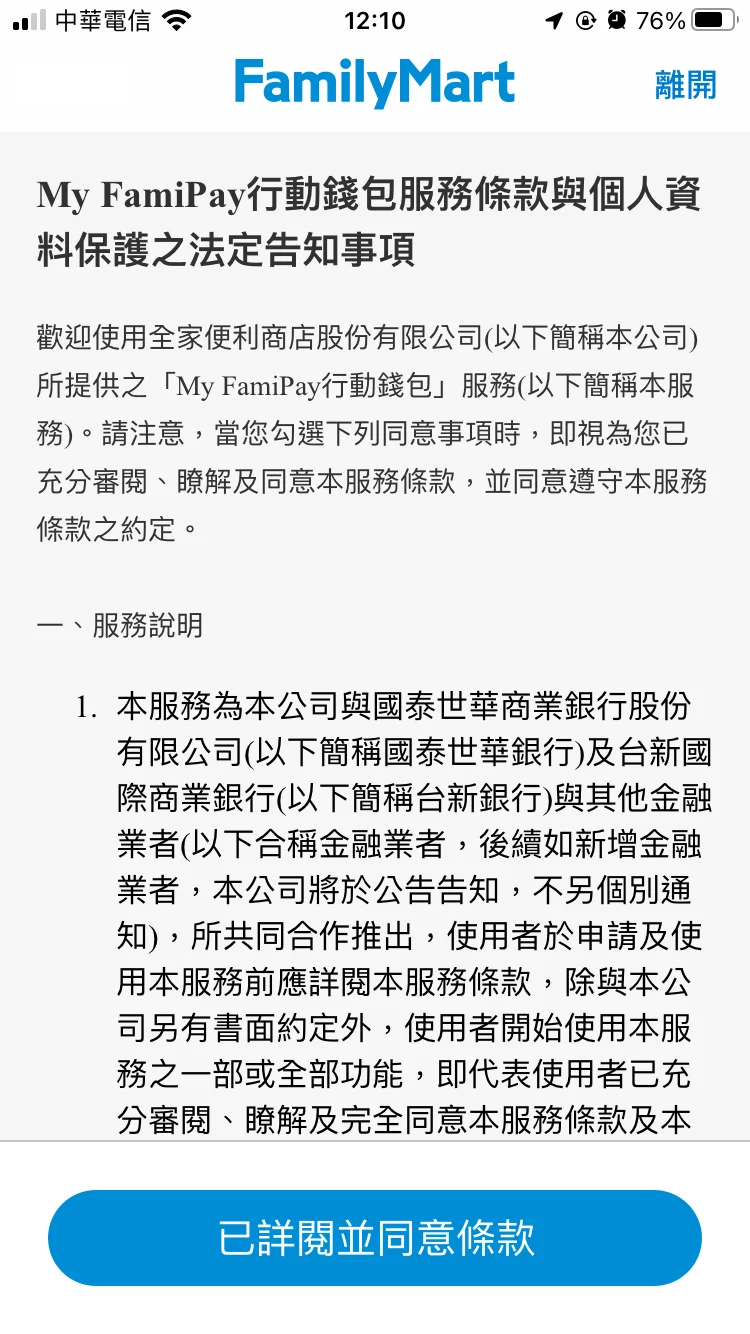 中華電信
12:10
76%
FamilyMart
離開
My FamiPay行動錢包服務條款與個人資
料保護之法定告知事項
歡迎使用全家便利商店股份有限公司(以下簡稱本公司)
所提供之「My FamiPay行動錢包」服務(以下簡稱本服
務)。請注意，當您勾選下列同意事項時，即視為您已
充分審閱、瞭解及同意本服務條款，並同意遵守本服務
條款之約定。
一、服務說明
1. 本服務為本公司與國泰世華商業銀行股份
有限公司(以下簡稱國泰世華銀行)及台新國
際商業銀行(以下簡稱台新銀行)與其他金融
業者(以下合稱金融業者，後續如新增金融
業者，本公司將於公告告知，不另個別通
知)，所共同合作推出，使用者於申請及使
用本服務前應詳閱本服務條款，除與本公
司另有書面約定外，使用者開始使用本服
務之一部或全部功能，即代表使用者已充
分審閱、瞭解及完全同意本服務條款及本
已詳閱並同意條款